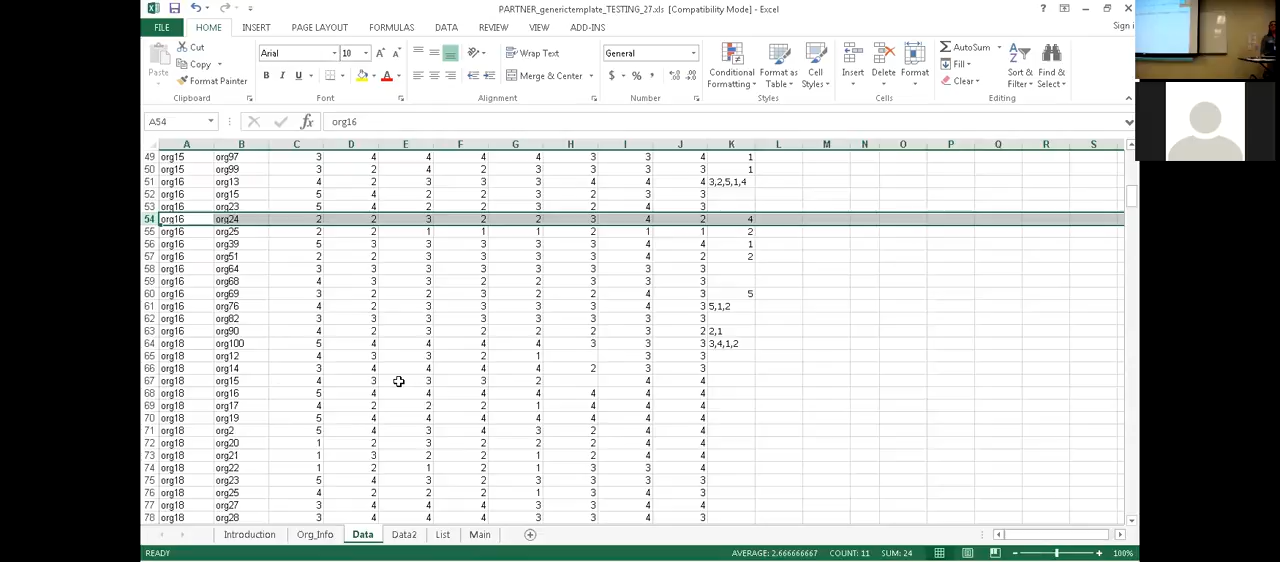 PARTNER_generictemplate_TESTING_27.xls [Compatibility Mode] - Excel
FILE HOME INSERT PAGE LAYOUT FORMULAS DATA REVIEW VIEW ADD-INS Sign i
Cut Arial 10 Wrap Text General AutoSum
Copy Fill
Format Painter Merge & Center Clear
Paste Conditional Formatting Format as Table Cell Styles Insert Delete Format Sort & Filter Find & Select
Clipboard Font Alignment Number Styles Cells Editing
A54 org16
A B C D E F G H I J K L M N O P Q R S
49 org15 org97 3 4 4 4 4 3 3 4 1
50 org15 org99 3 2 4 2 2 3 3 3 1
51 org16 org13 4 2 3 3 3 4 4 4 3,2,5,1,4
52 org16 org15 5 4 2 2 3 2 3 3
53 org16 org23 5 4 2 2 3 2 4 3
54 org16 org24 2 2 3 2 2 3 4 2 4
55 org16 org25 2 2 1 1 1 2 1 1 2
56 org16 org39 5 3 3 3 3 3 4 4 1
57 org16 org51 2 2 3 3 3 3 4 2 2
58 org16 org64 3 3 3 3 3 3 3 3
59 org16 org68 4 3 3 2 2 3 3 3
60 org16 org69 3 2 2 3 2 2 4 3 5
61 org16 org76 4 2 3 3 3 3 4 3 5,1,2
62 org16 org82 3 3 3 3 3 3 3 3
63 org16 org90 4 2 3 2 2 2 3 2 2,1
64 org18 org100 5 4 4 4 4 3 3 3 3,4,1,2
65 org18 org12 4 3 3 2 1 3 3
66 org18 org14 3 4 4 4 4 2 3 3
67 org18 org15 4 3 3 3 2 4 4
68 org18 org16 5 4 4 4 4 4 4 4
69 org18 org17 4 2 2 2 1 4 4 4
70 org18 org19 5 4 4 4 4 4 4 4
71 org18 org2 5 4 3 4 3 2 4 4
72 org18 org20 1 2 3 2 2 2 4 4
73 org18 org21 1 3 2 2 1 3 4 4
74 org18 org22 1 2 1 2 1 3 3 4
75 org18 org23 5 4 3 2 3 3 4 4
76 org18 org25 4 2 2 2 1 3 4 3
77 org18 org27 3 4 4 4 3 3 4 4
78 org18 org28 3 4 4 4 3 3 4 3
Introduction Org_Info Data Data2 List Main
READY AVERAGE: 2.666666667 COUNT: 11 SUM: 24 100%